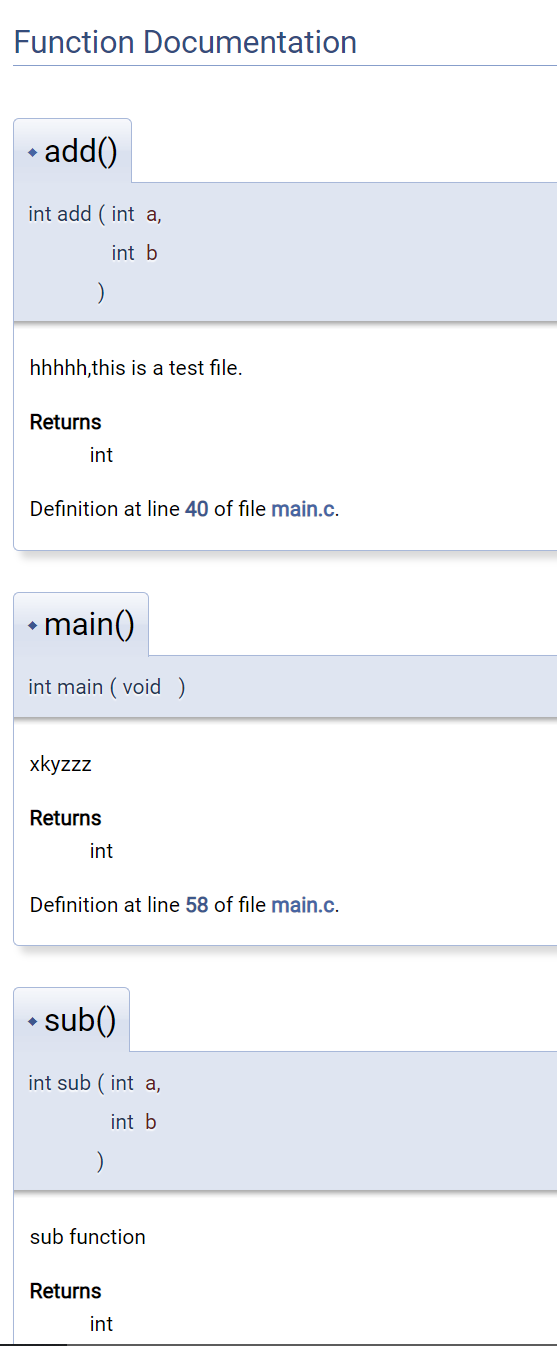 Function Documentation
◆ add()
int add ( int a,
int b
)
hhhhh,this is a test file.
Returns
int
Definition at line 40 of file main.c.
◆ main()
int main ( void )
xkyzzz
Returns
int
Definition at line 58 of file main.c.
◆ sub()
int sub ( int a,
int b
)
sub function
Returns
int